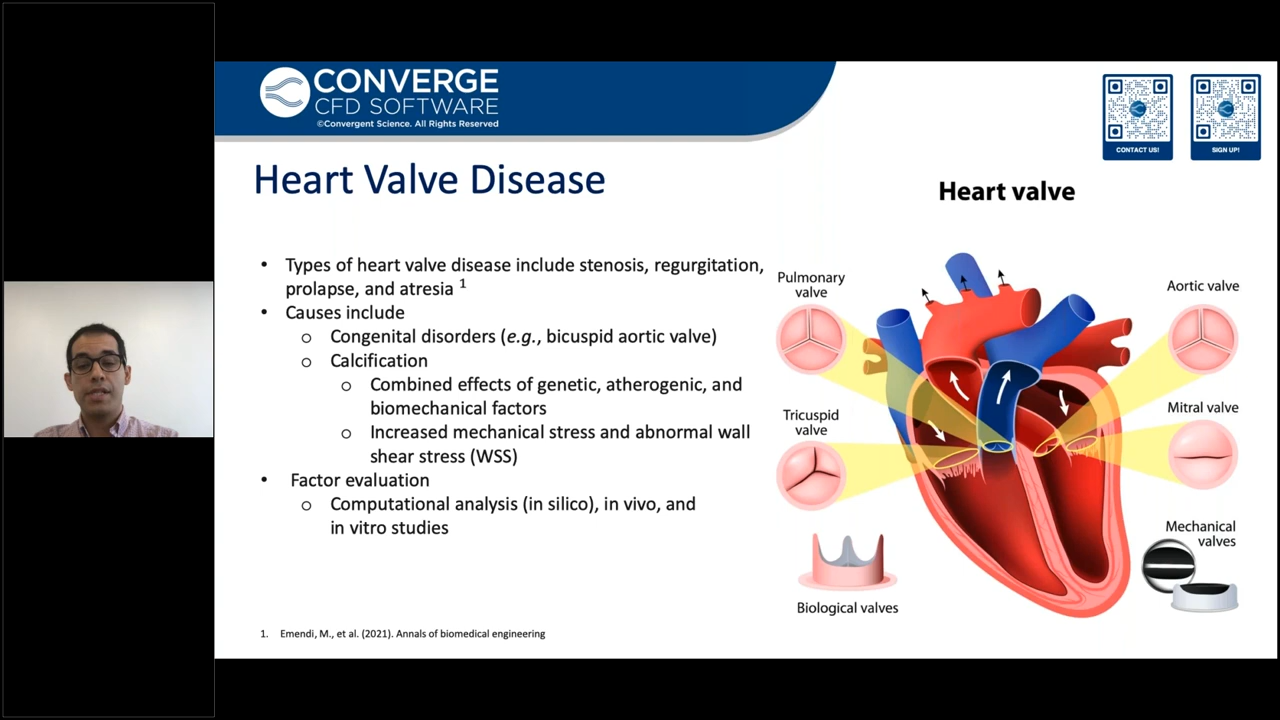 CONVERGE
CFD SOFTWARE
©Convergent Science. All Rights Reserved
CONTACT US!
SIGN UP!
Heart Valve Disease
• Types of heart valve disease include stenosis, regurgitation,
prolapse, and atresia 1
• Causes include
o Congenital disorders (e.g., bicuspid aortic valve)
o Calcification
o Combined effects of genetic, atherogenic, and
biomechanical factors
o Increased mechanical stress and abnormal wall
shear stress (WSS)
• Factor evaluation
o Computational analysis (in silico), in vivo, and
in vitro studies
1. Emendi, M., et al. (2021). Annals of biomedical engineering
Heart valve
Pulmonary
valve
Aortic valve
Tricuspid
valve
Mitral valve
Biological valves
Mechanical
valves